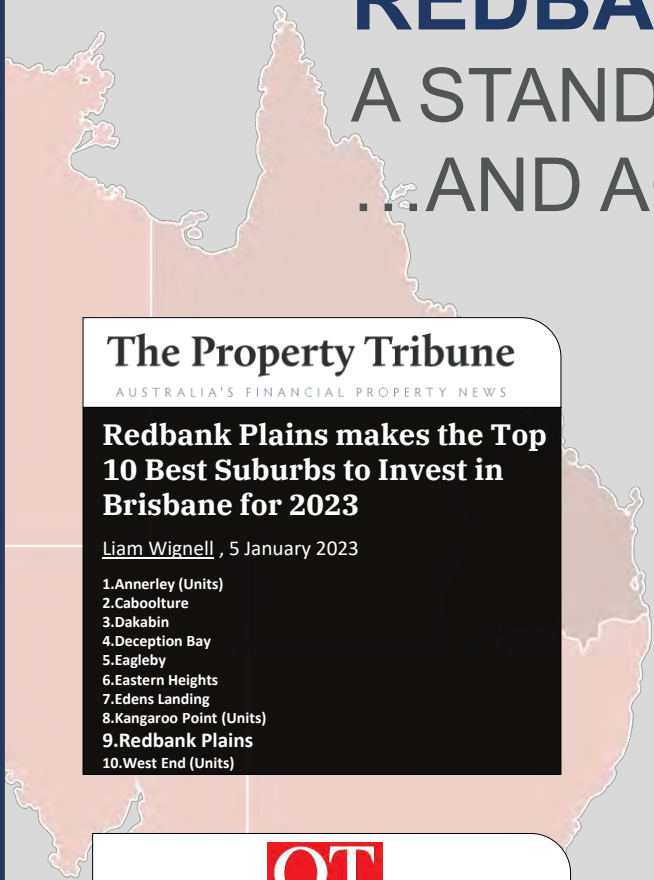 REDBA
A STAND
...AND A
The Property Tribune
AUSTRALIA'S FINANCIAL PROPERTY NEWS
Redbank Plains makes the Top
10 Best Suburbs to Invest in
Brisbane for 2023
Liam Wignell , 5 January 2023
1.Annerley (Units)
2.Caboolture
3.Dakabin
4.Deception Bay
5.Eagleby
6.Eastern Heights
7.Edens Landing
8.Kangaroo Point (Units)
9.Redbank Plains
10.West End (Units)
QT